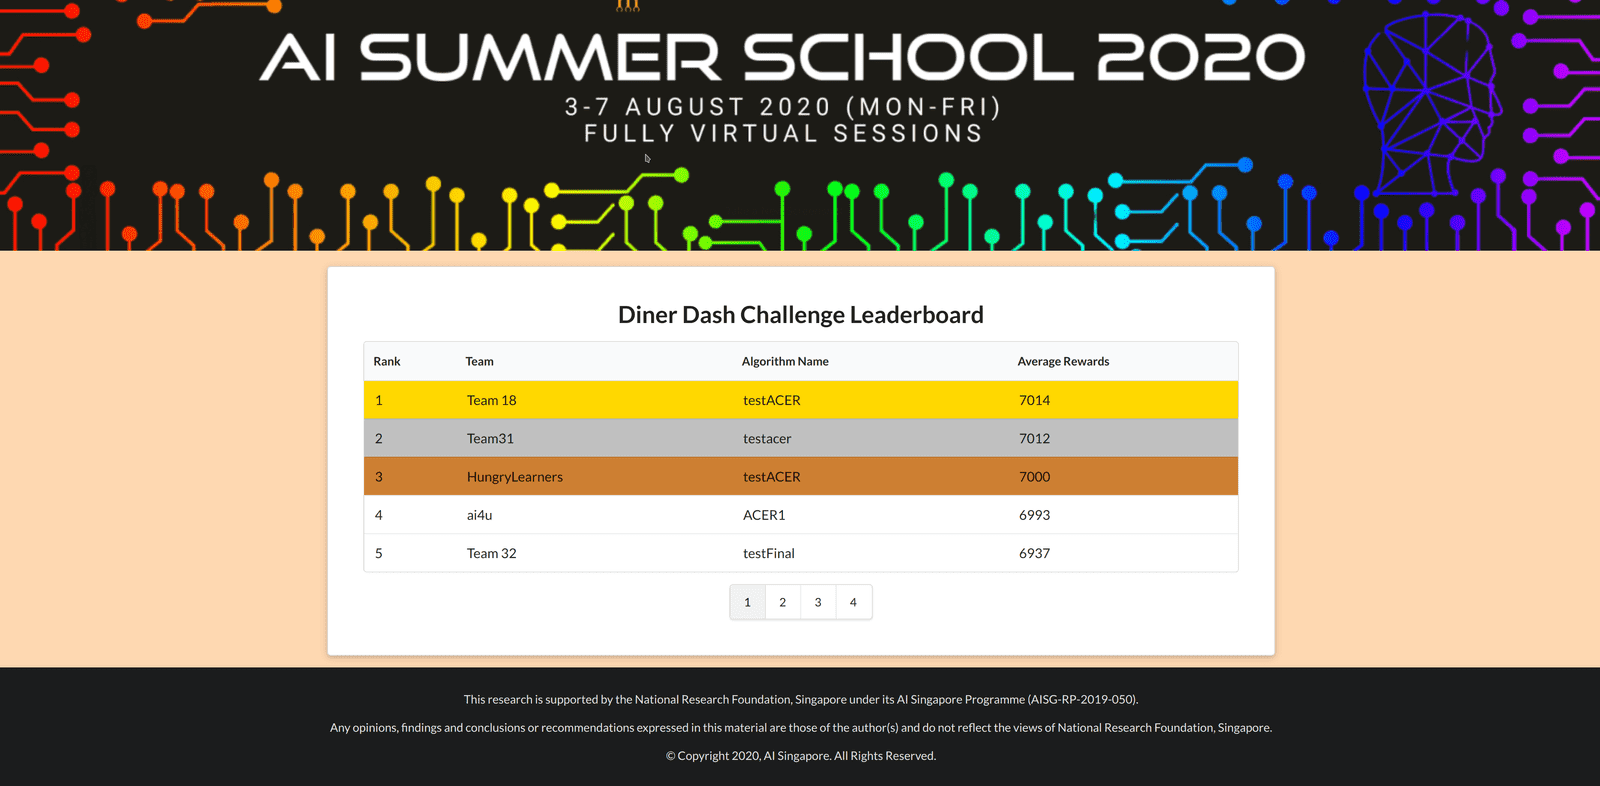 AI SUMMER SCHOOL 2020
3-7 AUGUST 2020 (MON-FRI)
FULLY VIRTUAL SESSIONS
Diner Dash Challenge Leaderboard
Rank Team Algorithm Name Average Rewards
1 Team 18 testACER 7014
2 Team31 testacer 7012
3 HungryLearners testACER 7000
4 ai4u ACER1 6993
5 Team 32 testFinal 6937
1 2 3 4
This research is supported by the National Research Foundation, Singapore under its AI Singapore Programme (AISG-RP-2019-050).
Any opinions, findings and conclusions or recommendations expressed in this material are those of the author(s) and do not reflect the views of National Research Foundation, Singapore.
© Copyright 2020, AI Singapore. All Rights Reserved.